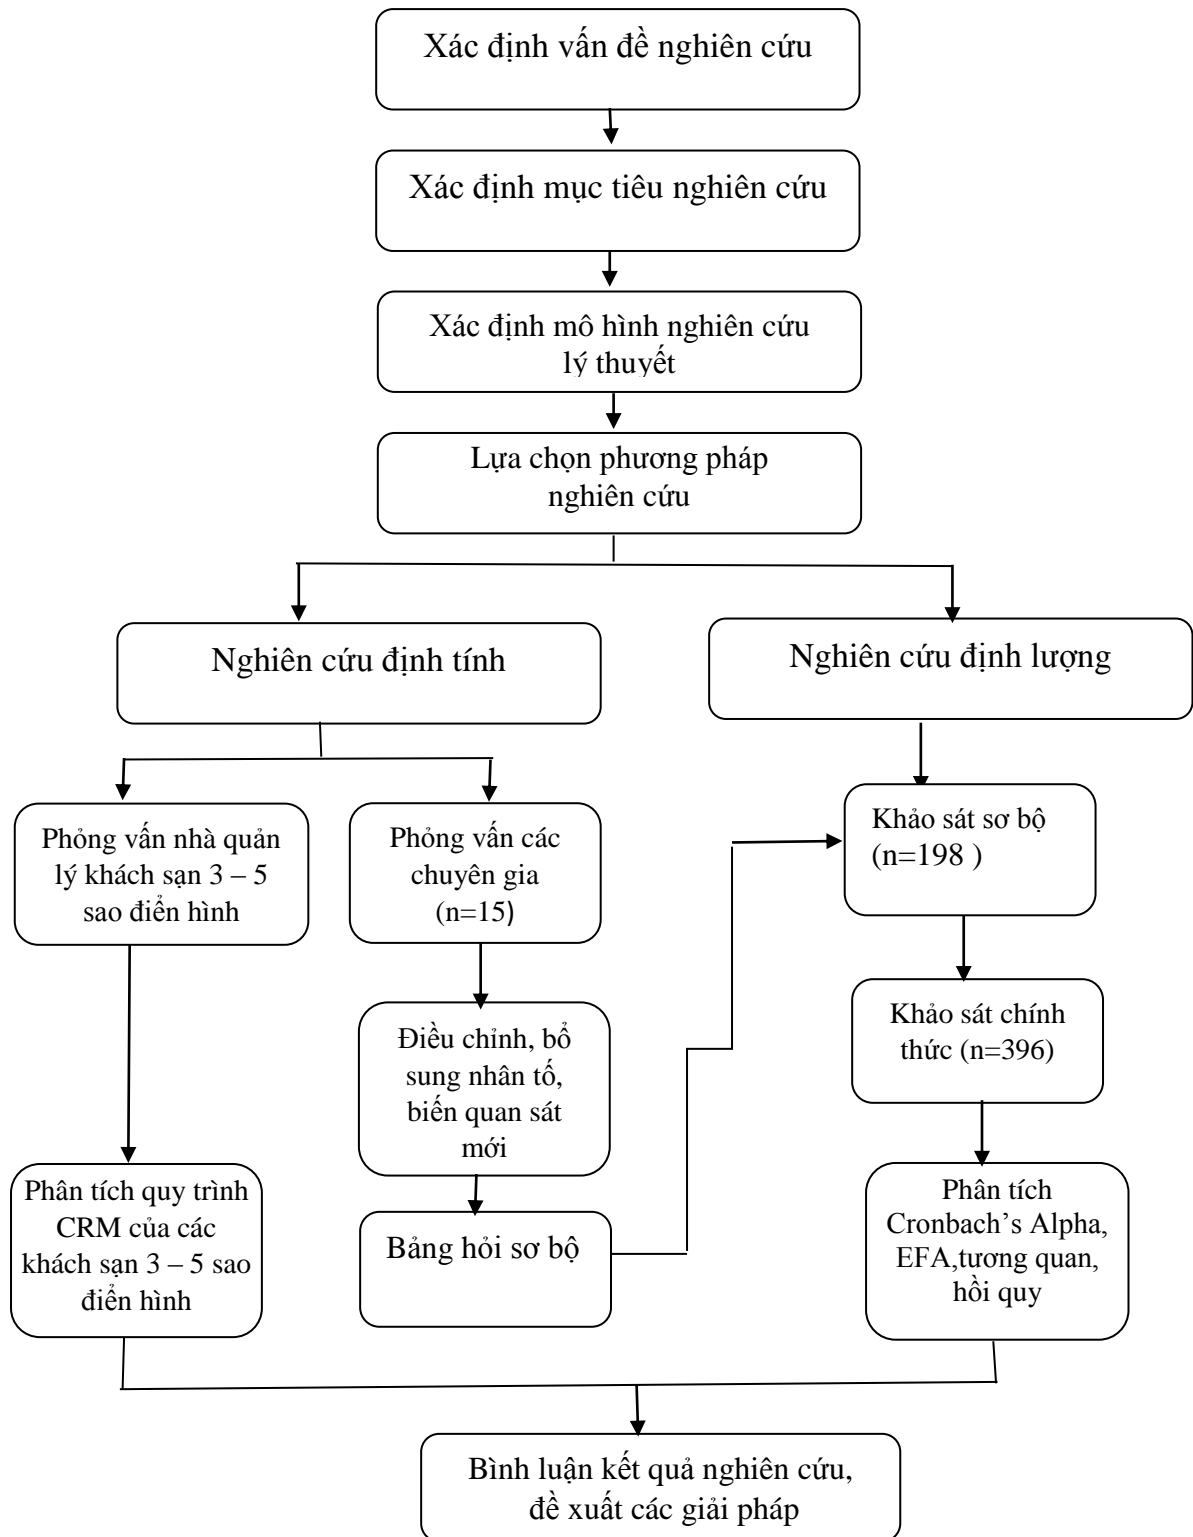 Xác định vấn đề nghiên cứu
Xác định mục tiêu nghiên cứu
Xác định mô hình nghiên cứu
lý thuyết
Lựa chọn phương pháp
nghiên cứu
Nghiên cứu định tính
Nghiên cứu định lượng
Phỏng vấn nhà quản
lý khách sạn 3 – 5
sao điển hình
Phỏng vấn các
chuyên gia
(n=15)
Khảo sát sơ bộ
(n=198 )
Điều chỉnh, bổ
sung nhân tố,
biến quan sát
mới
Khảo sát chính
thức (n=396)
Phân tích quy trình
CRM của các
khách sạn 3 – 5 sao
điển hình
Bảng hỏi sơ bộ
Phân tích
Cronbach’s Alpha,
EFA,tương quan,
hồi quy
Bình luận kết quả nghiên cứu,
đề xuất các giải pháp